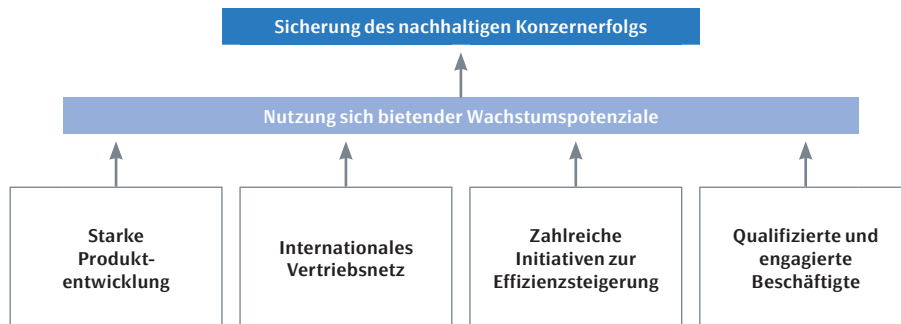 Sicherung des nachhaltigen Konzernerfolgs
Nutzung sich bietender Wachstumspotenziale
Starke
Produkt-
entwicklung
Internationales
Vertriebsnetz
Zahlreiche
Initiativen zur
Effizienzsteigerung
Qualifizierte und
engagierte
Beschäftigte